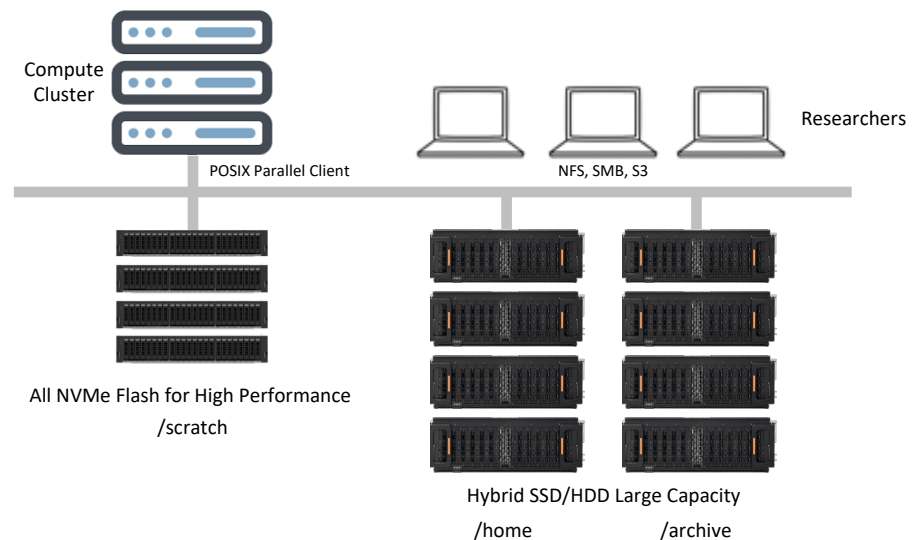 Compute
Cluster
Researchers
POSIX Parallel Client
NFS, SMB, S3
All NVMe Flash for High Performance
/scratch
Hybrid SSD/HDD Large Capacity
/home
/archive